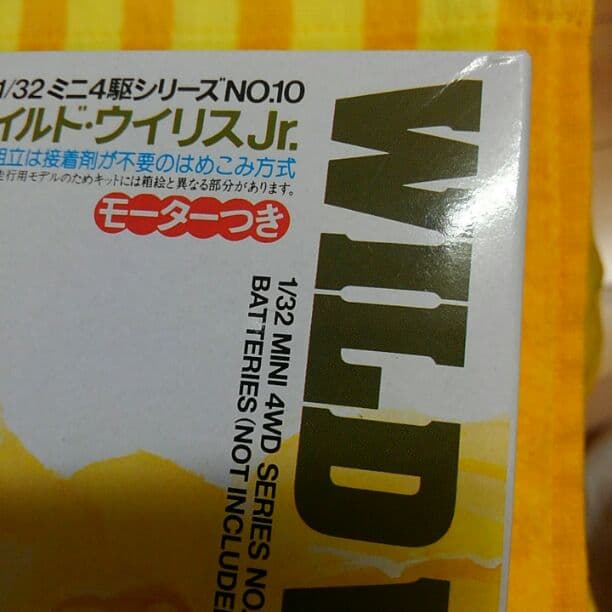 1/32 ミニ4駆シリーズNO.10
イルド・ウイリスJr.
組立は接着剤が不要のはめこみ方式
走行用モデルのためキットには箱絵と異なる部分があります。
モーターつき
WILD
1/32 MINI 4WD SERIES NO.
BATTERIES (NOT INCLUDE